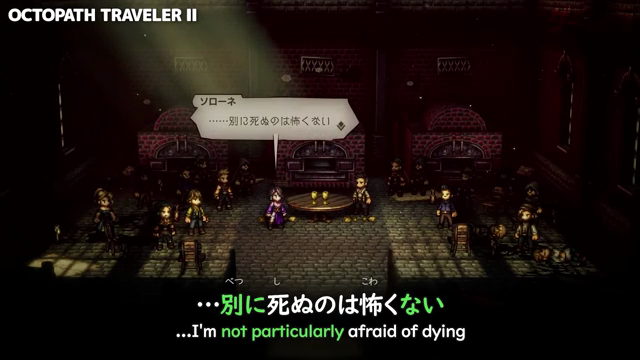 OCTOPATH TRAVELER II
ソローネ
……別に死ぬのは怖くない
べつ し こわ
…別に死ぬのは怖くない
...I'm not particularly afraid of dying